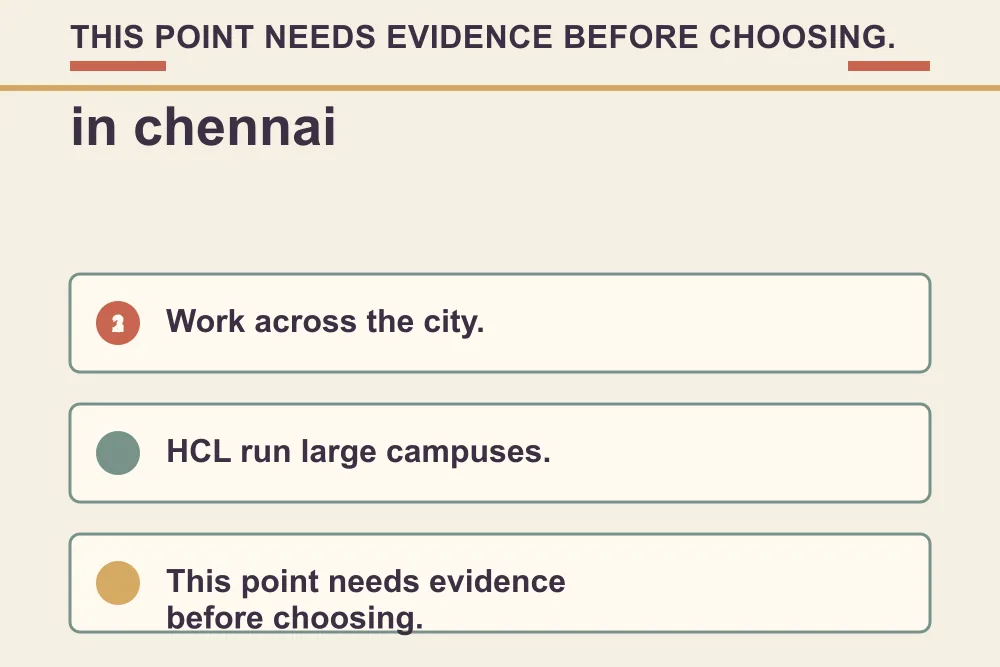 THIS POINT NEEDS EVIDENCE BEFORE CHOOSING.
in chennai
Work across the city.
HCL run large campuses.
This point needs evidence
before choosing.